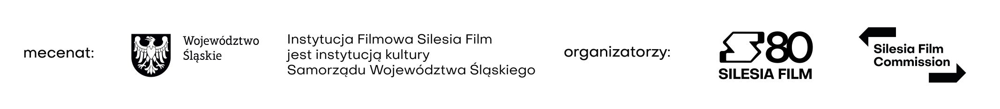 mecenat:
Województwo
Śląskie
Instytucja Filmowa Silesia Film
jest instytucją kultury
Samorządu Województwa Śląskiego
organizatorzy:
80
SILESIA FILM
Silesia Film
Commission